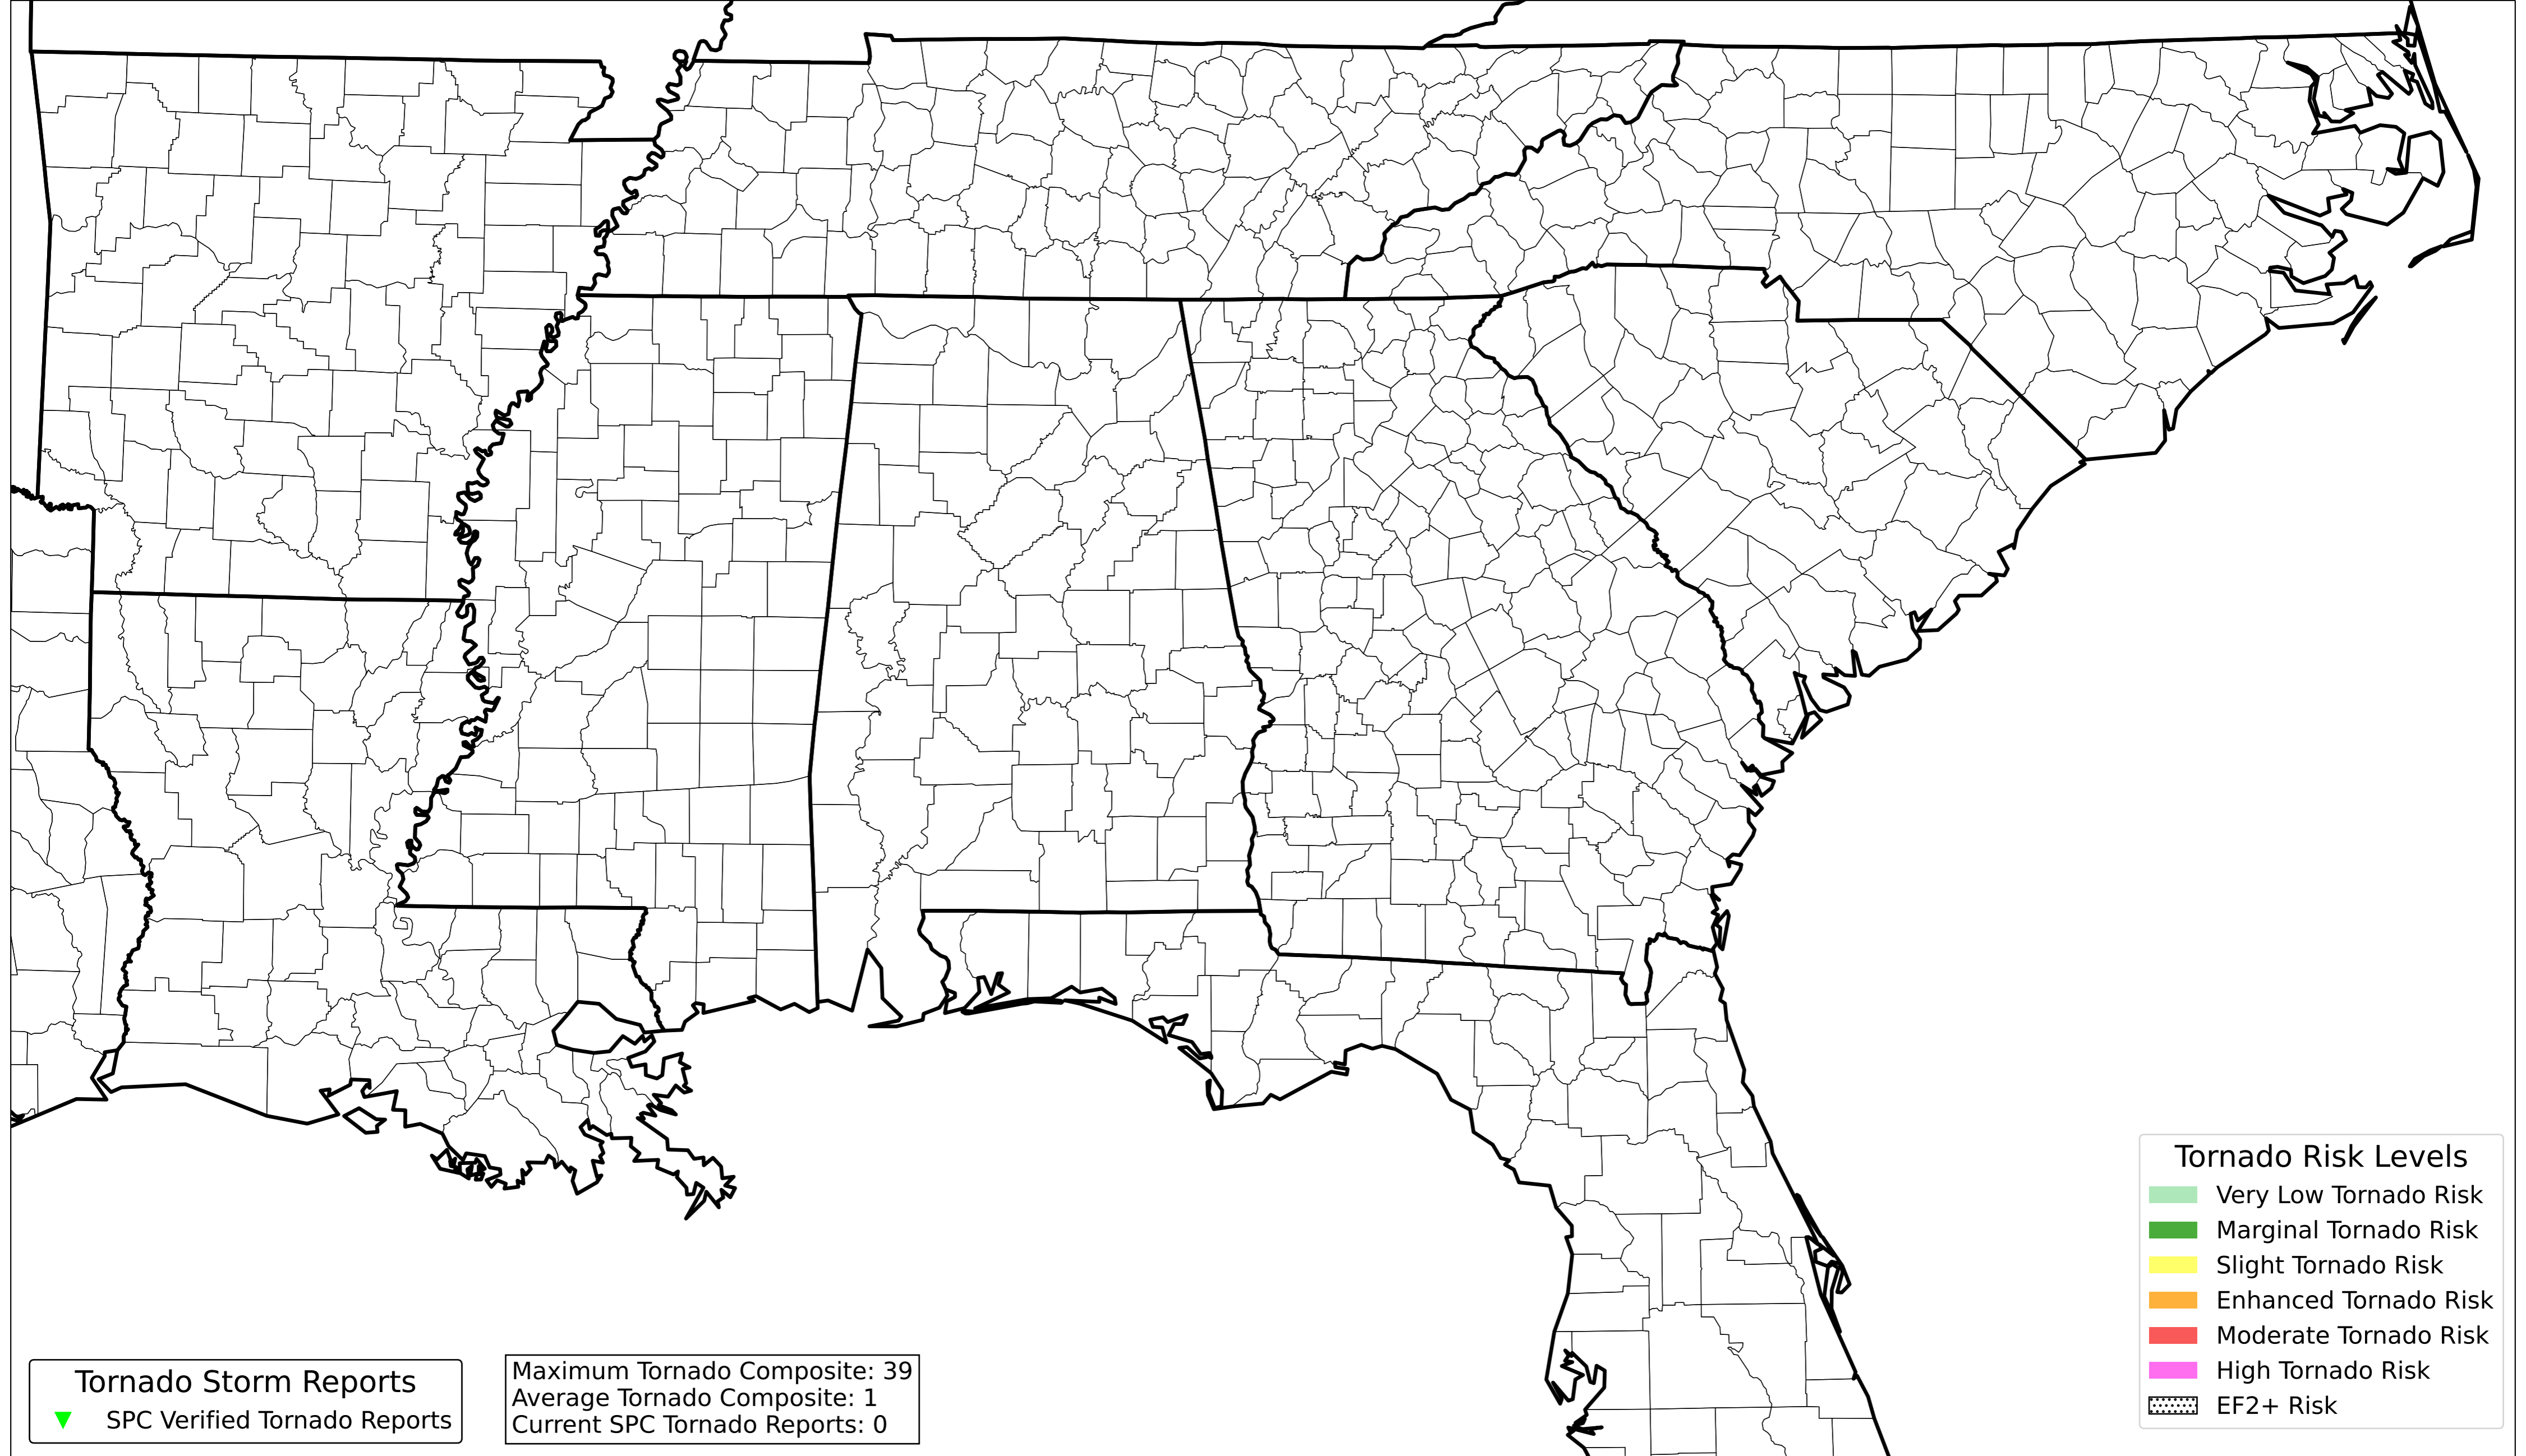 Tornado Storm Reports
SPC Verified Tornado Reports
Maximum Tornado Composite: 39
Average Tornado Composite: 1
Current SPC Tornado Reports: 0
Tornado Risk Levels
Very Low Tornado Risk
Marginal Tornado Risk
Slight Tornado Risk
Enhanced Tornado Risk
Moderate Tornado Risk
High Tornado Risk
EF2+ Risk